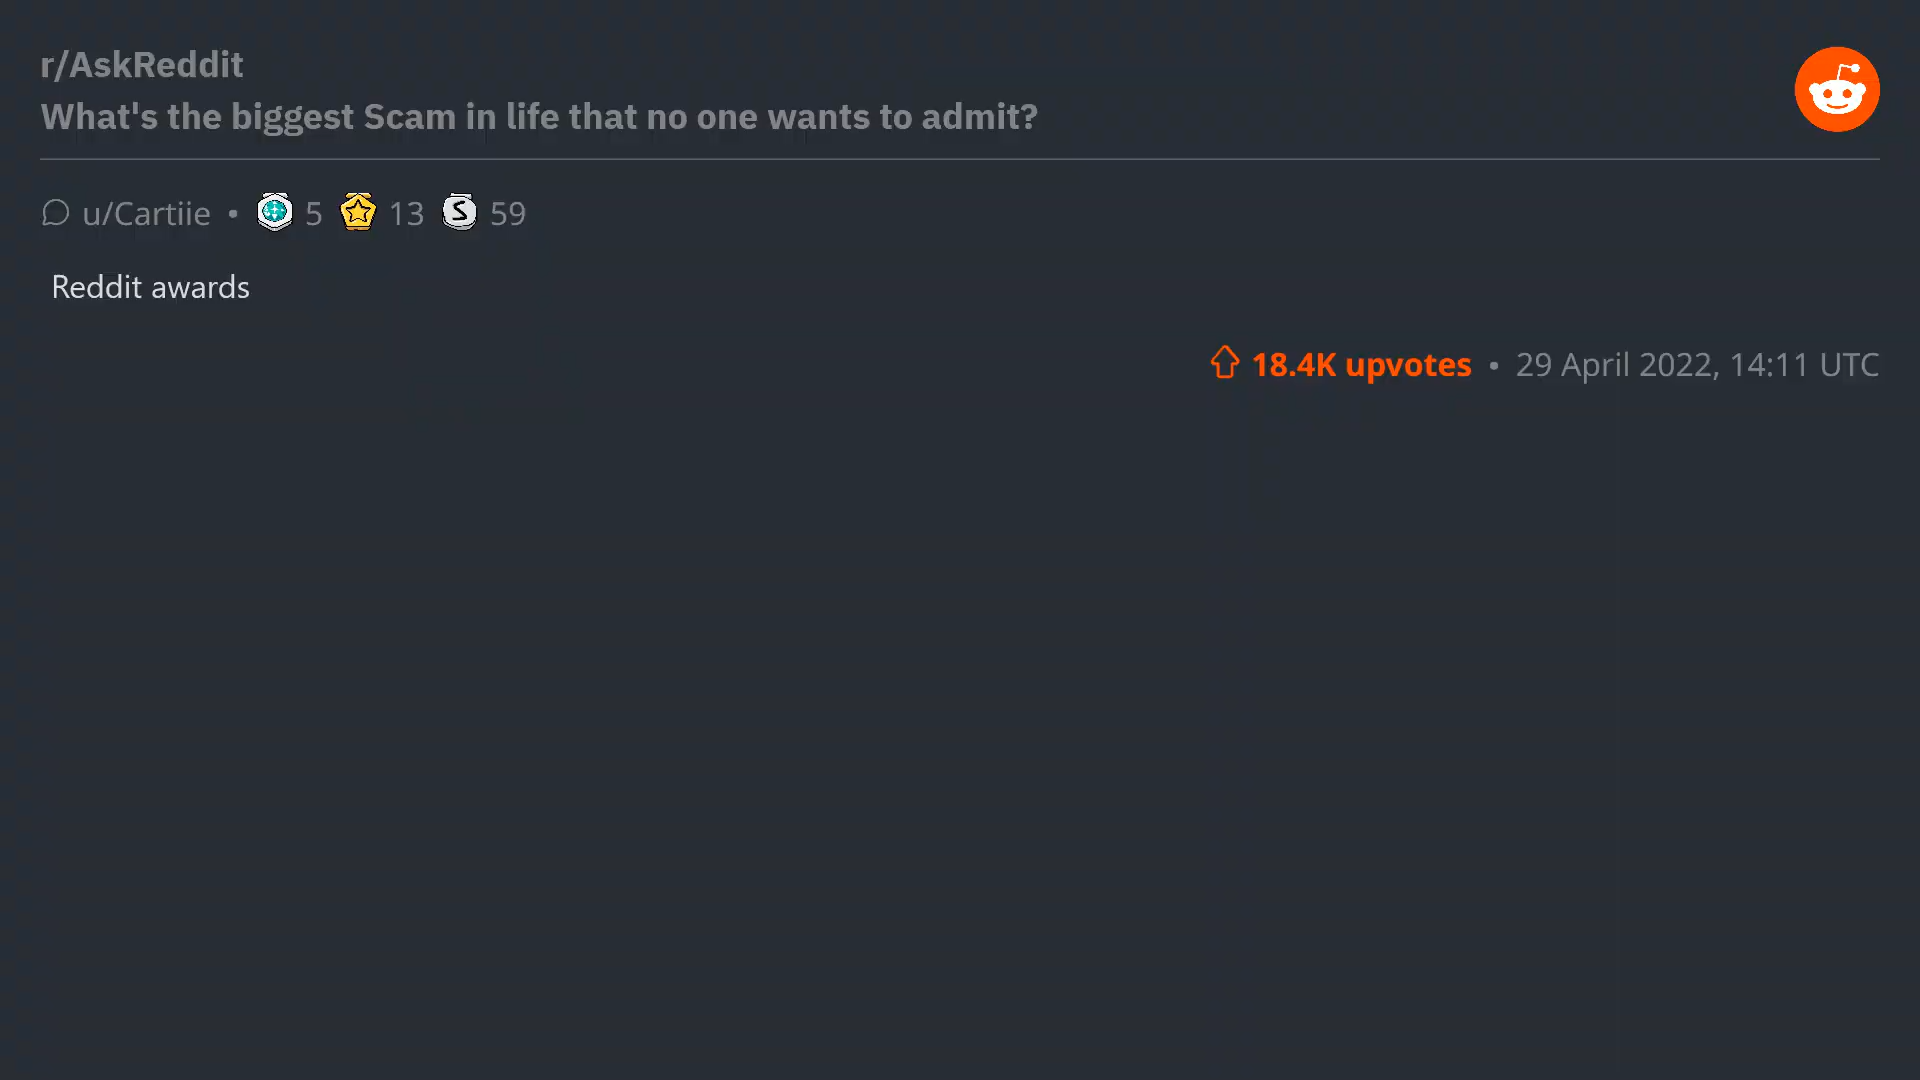 r/AskReddit
What's the biggest Scam in life that no one wants to admit?
u/Cartiie • 5 13 S 59
Reddit awards
18.4K upvotes • 29 April 2022, 14:11 UTC